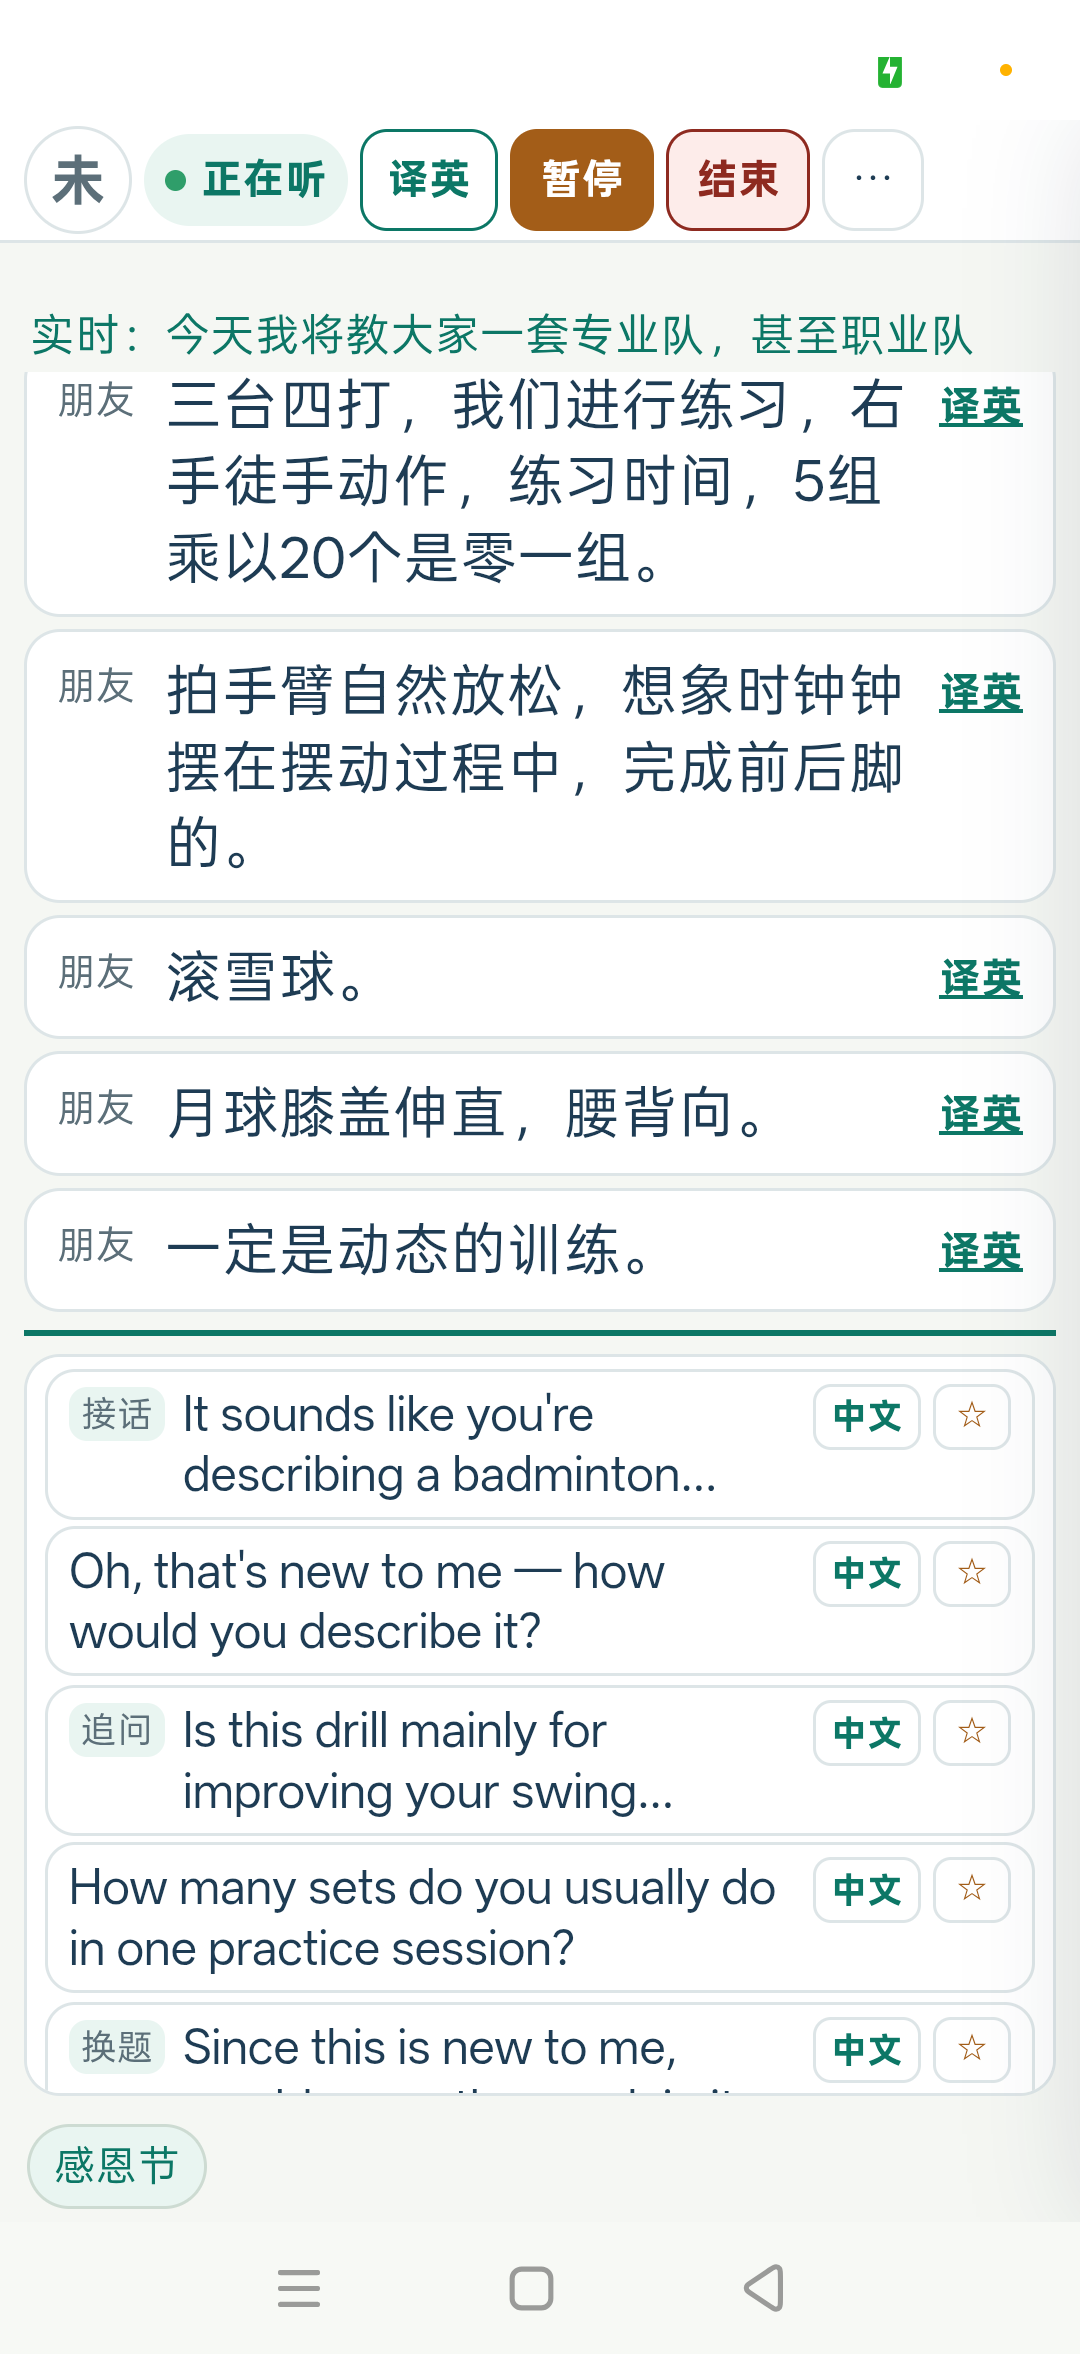 未
正在听
译英
暂停
结束
...
实时：今天我将教大家一套专业队，甚至职业队
朋友
三台四打，我们进行练习，右
译英
手徒手动作，练习时间，5组
乘以20个是零一组。
朋友
拍手臂自然放松，想象时钟钟
译英
摆在摆动过程中，完成前后脚
的。
朋友
滚雪球。
译英
朋友
月球膝盖伸直，腰背向。
译英
朋友
一定是动态的训练。
译英
接话
It sounds like you're
describing a badminton...
中文
Oh, that's new to me — how
would you describe it?
中文
追问
Is this drill mainly for
improving your swing...
中文
How many sets do you usually do
in one practice session?
中文
换题
Since this is new to me,
中文
感恩节